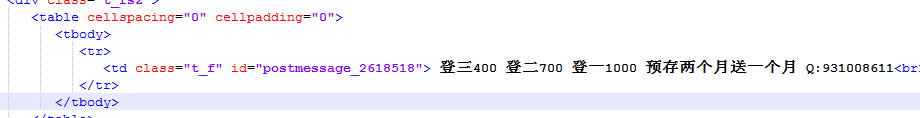 <div class="t_fsz">
<table cellspacing="0" cellpadding="0">
<tbody>
<tr>
<td class="t_f" id="postmessage_2618518"> 登三400 登二700 登一1000 预存两个月送一个月 Q:931008611<br
</tr>
</tbody>
</table>